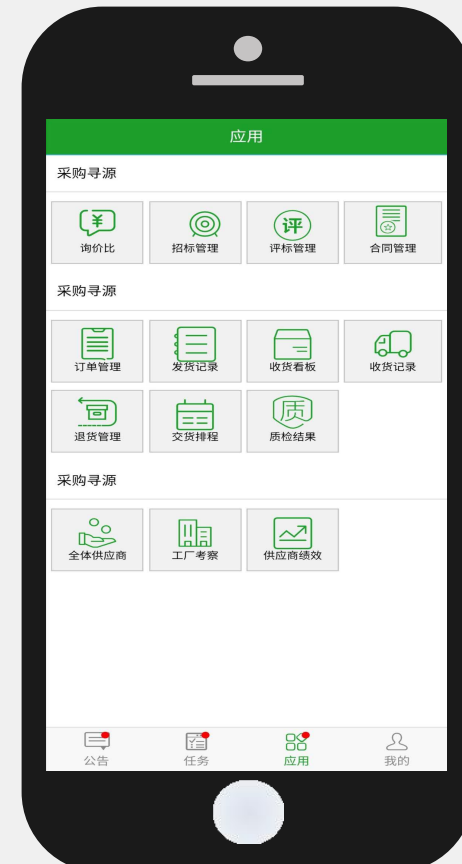 应用
采购寻源
¥
评
询价比 招标管理 评标管理 合同管理
采购寻源
订单管理 发货记录 收货看板 收货记录
质
退货管理 交货排程 质检结果
采购寻源
全体供应商 工厂考察 供应商绩效
公告 任务 应用 我的